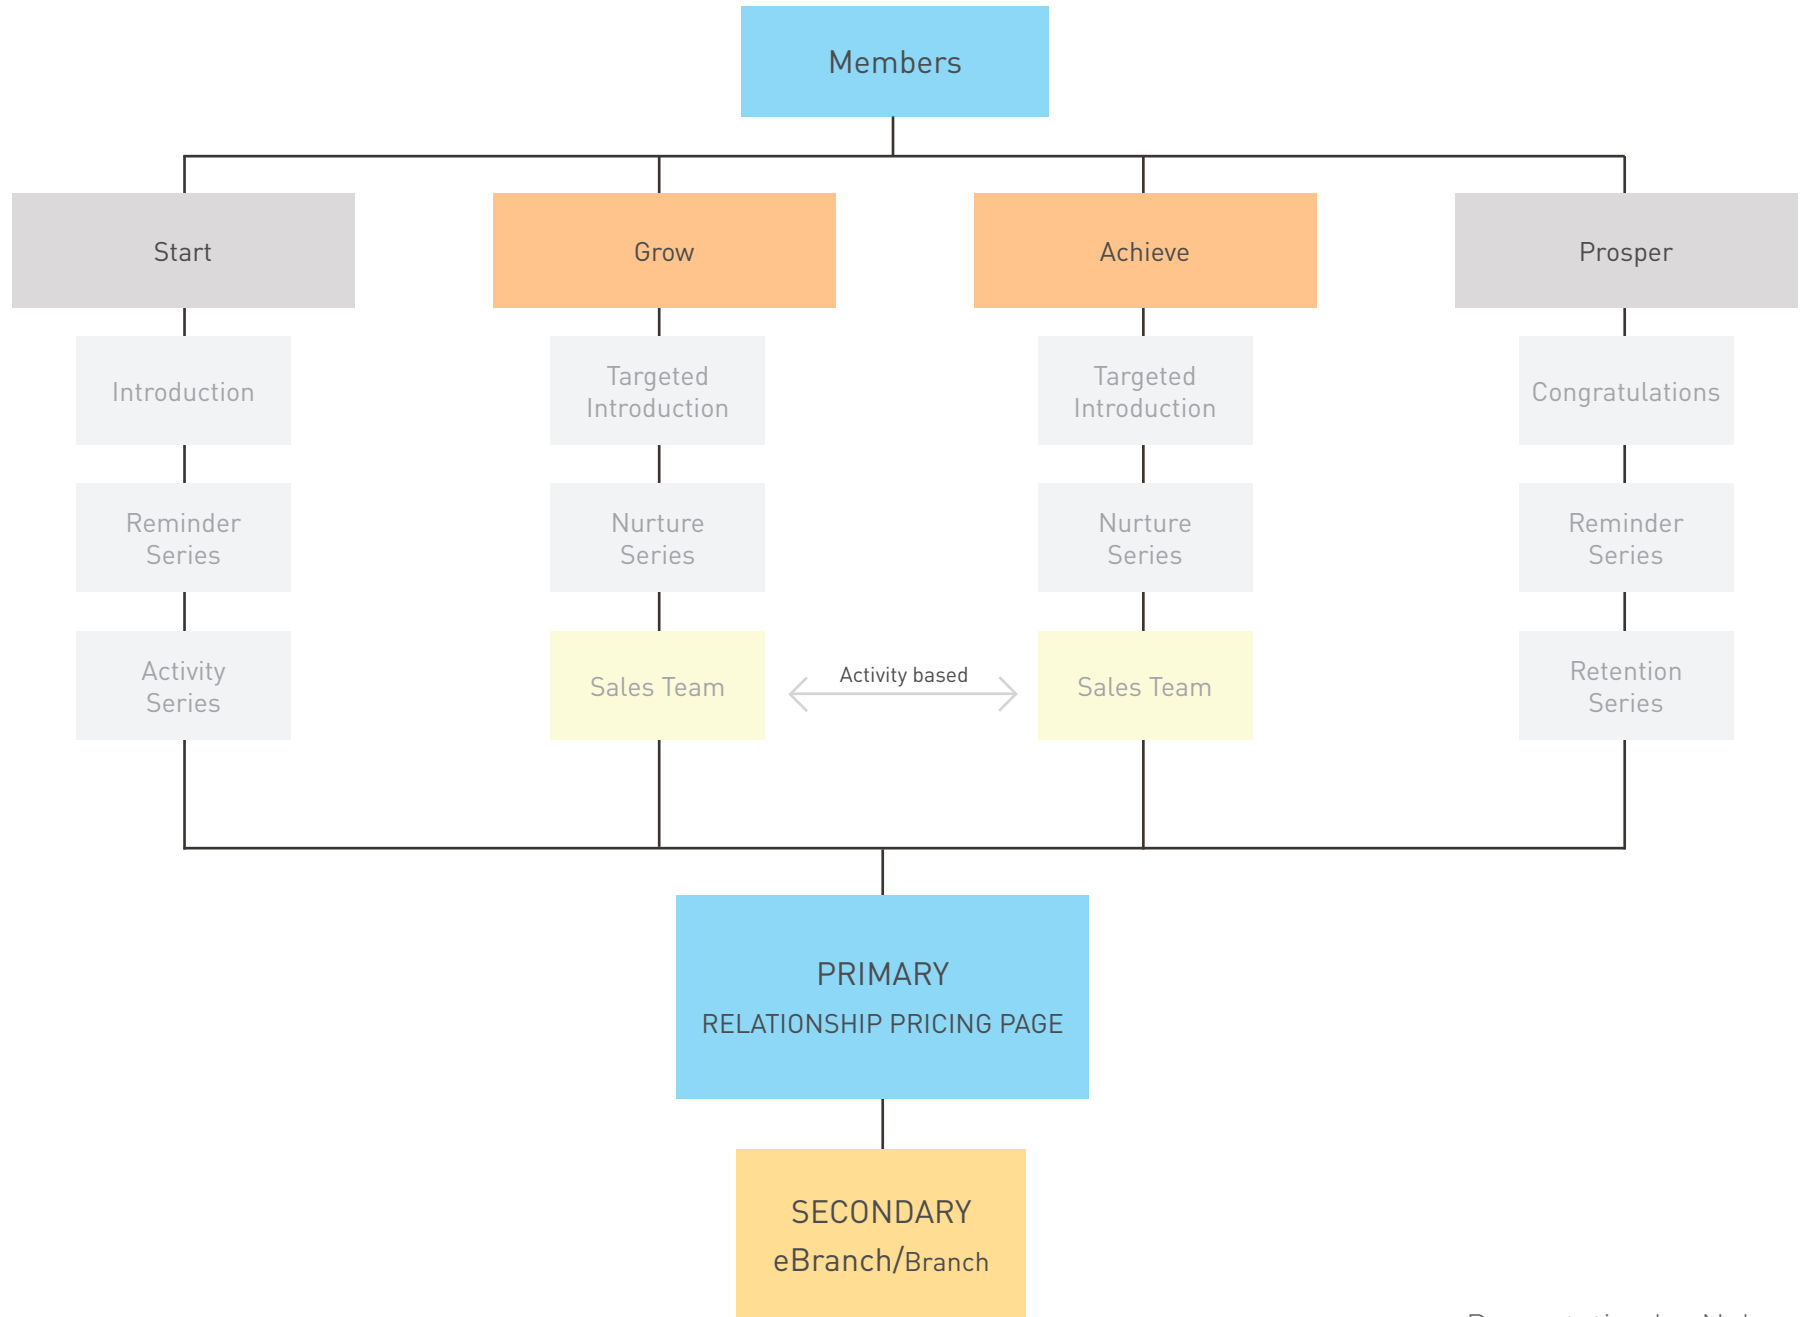 Members
Start
Grow
Achieve
Prosper
Introduction
Targeted
Introduction
Targeted
Introduction
Congratulations
Reminder
Series
Nurture
Series
Nurture
Series
Reminder
Series
Activity
Series
Sales Team
Activity based
Sales Team
Retention
Series
PRIMARY
RELATIONSHIP PRICING PAGE
SECONDARY
eBranch/Branch